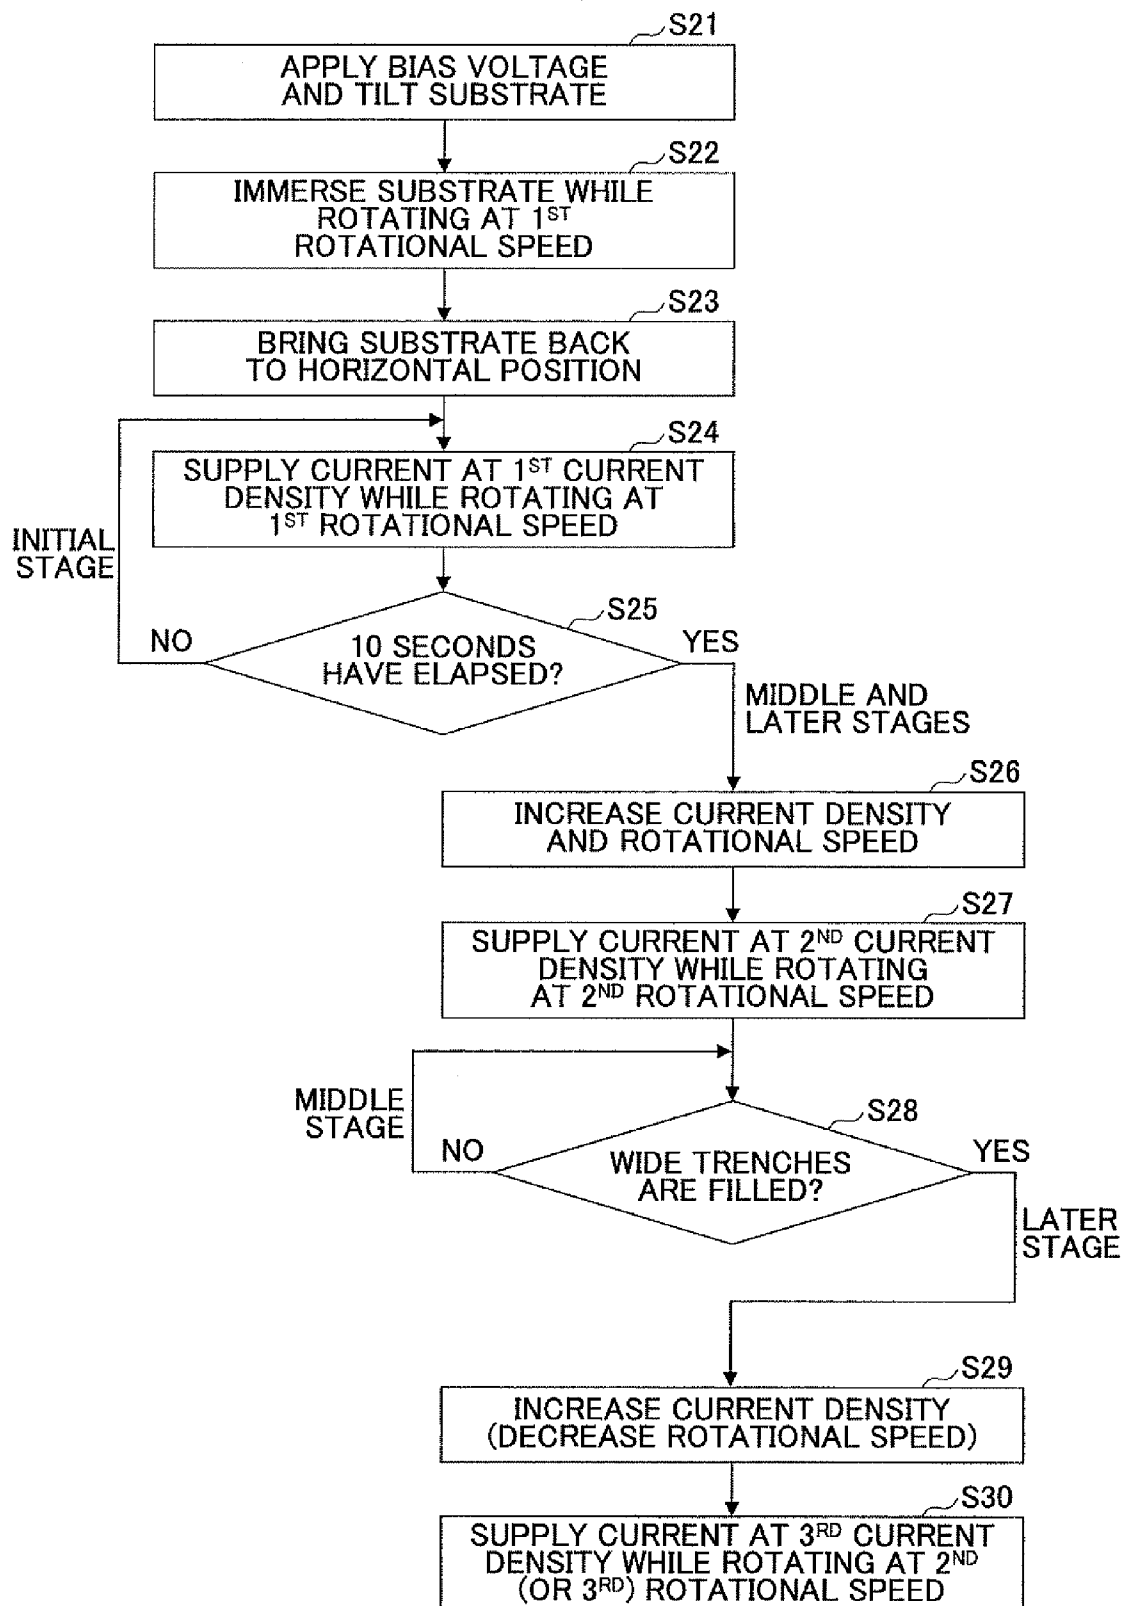 S21
APPLY BIAS VOLTAGE
AND TILT SUBSTRATE
S22
IMMERSE SUBSTRATE WHILE
ROTATING AT 1ST
ROTATIONAL SPEED
S23
BRING SUBSTRATE BACK
TO HORIZONTAL POSITION
S24
SUPPLY CURRENT AT 1ST CURRENT
DENSITY WHILE ROTATING AT
1ST ROTATIONAL SPEED
INITIAL
STAGE
S25
NO
10 SECONDS
HAVE ELAPSED?
YES
MIDDLE AND
LATER STAGES
S26
INCREASE CURRENT DENSITY
AND ROTATIONAL SPEED
S27
SUPPLY CURRENT AT 2ND CURRENT
DENSITY WHILE ROTATING
AT 2ND ROTATIONAL SPEED
MIDDLE
STAGE
S28
NO
WIDE TRENCHES
ARE FILLED?
YES
LATER
STAGE
S29
INCREASE CURRENT DENSITY
(DECREASE ROTATIONAL SPEED)
S30
SUPPLY CURRENT AT 3RD CURRENT
DENSITY WHILE ROTATING AT 2ND
(OR 3RD) ROTATIONAL SPEED